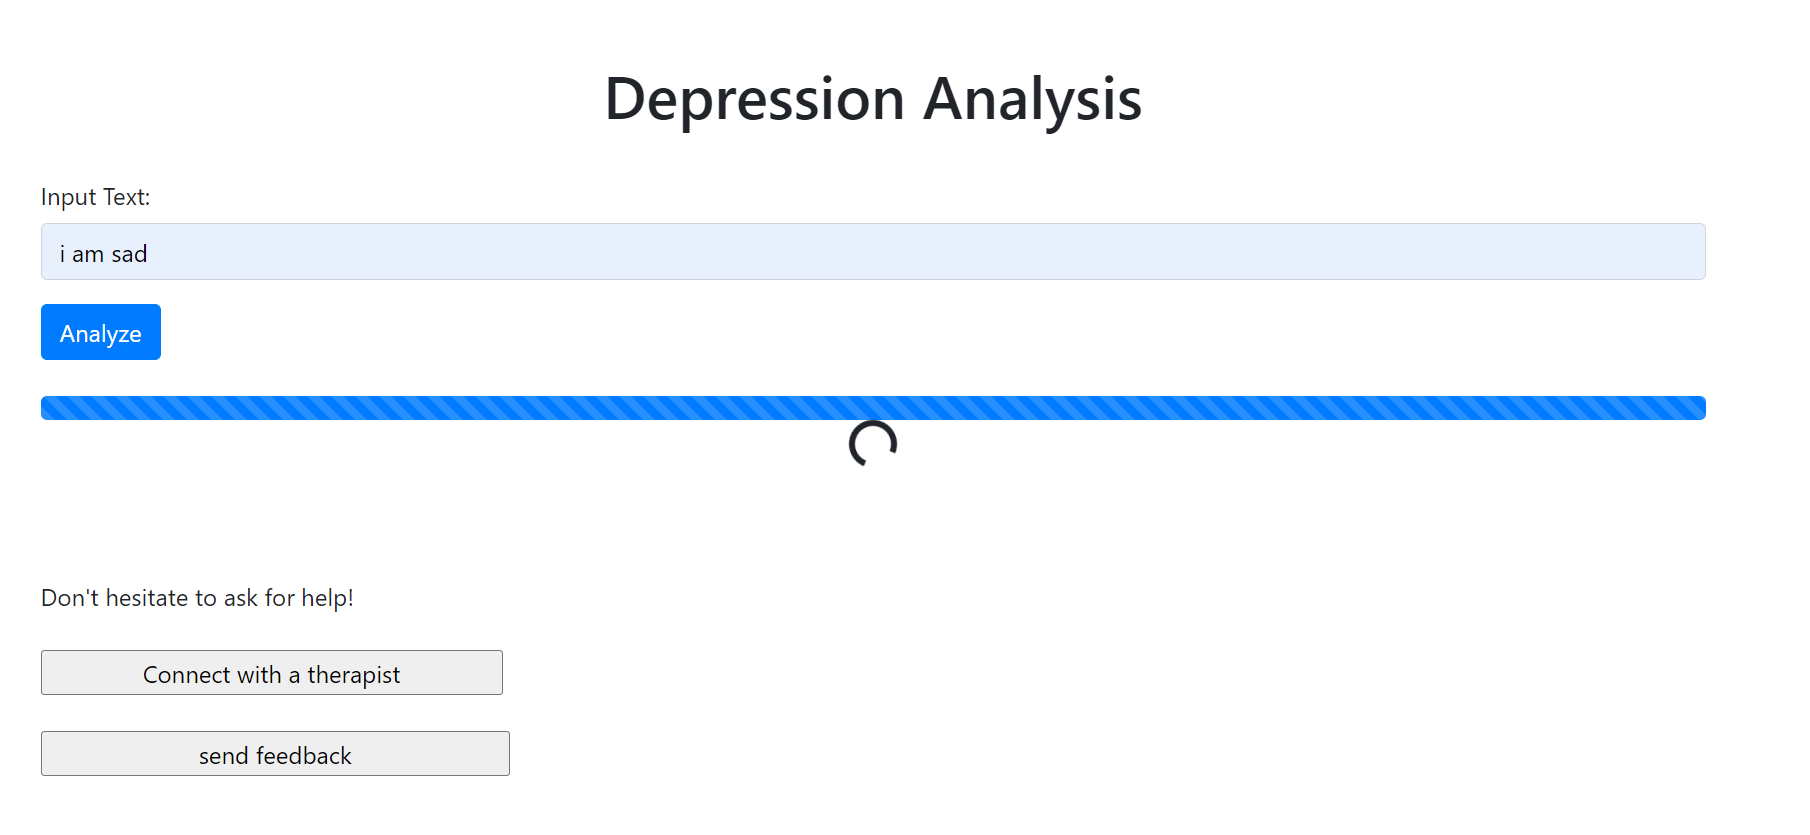 Depression Analysis
Input Text:
i am sad
Analyze
Don't hesitate to ask for help!
Connect with a therapist
send feedback